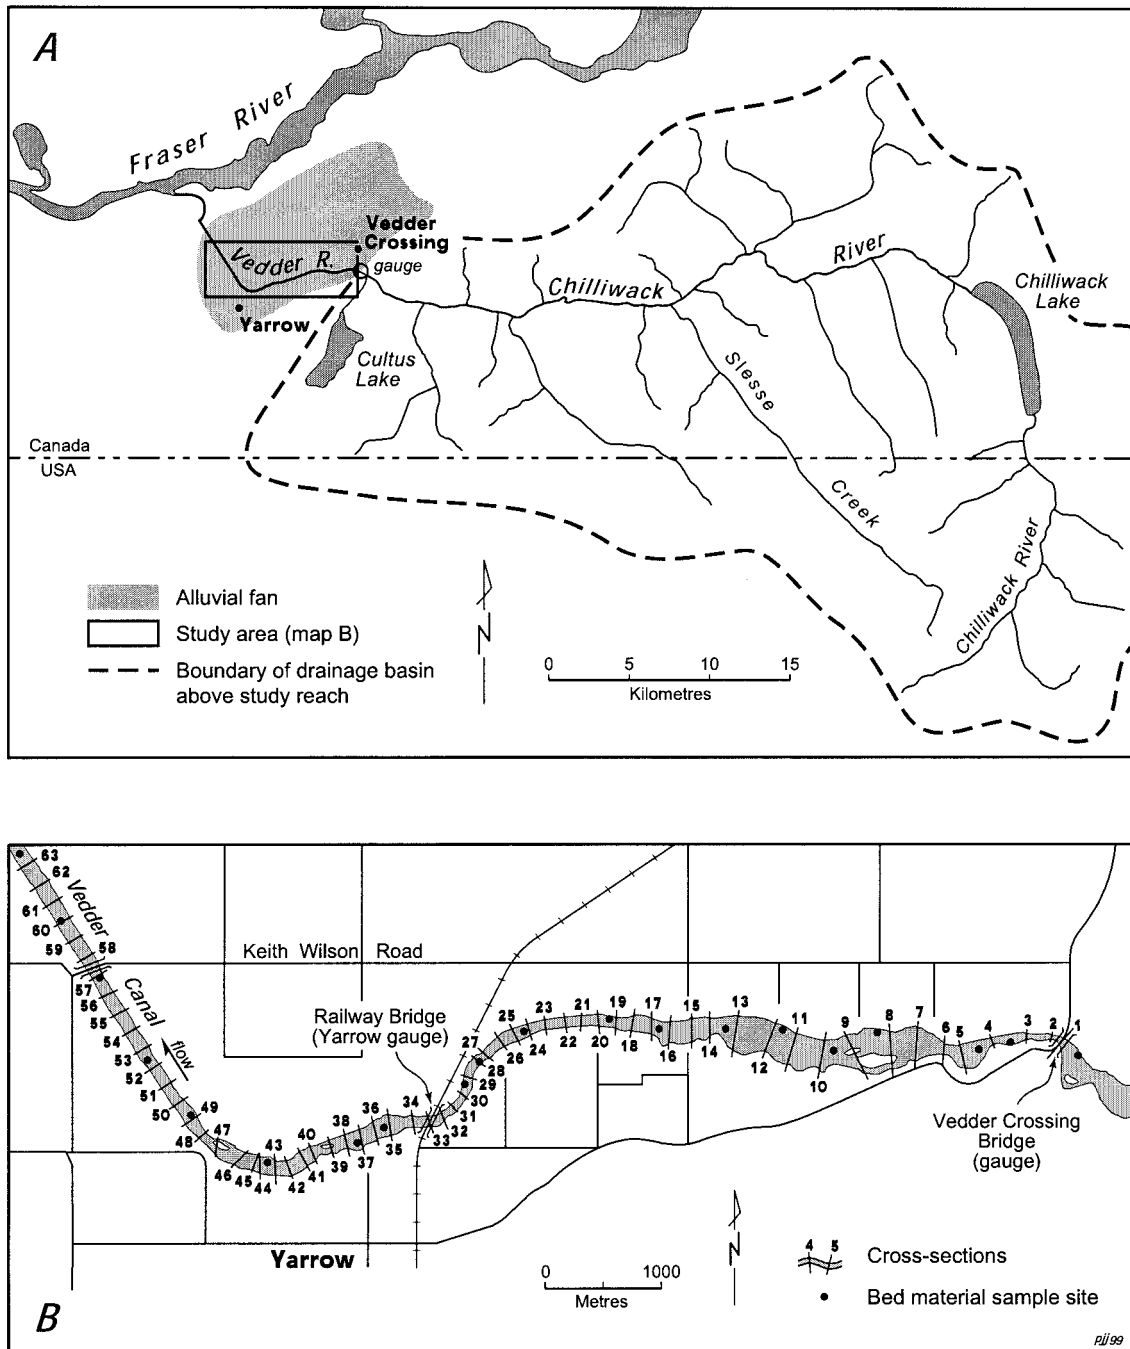 A
Fraser River
Vedder
Crossing
Vedder R.
gauge
Yarrow
Cultus
Lake
Chilliwack River
Chilliwack
Lake
Slesse Creek
Canada
USA
Chilliwack River
Alluvial fan
Study area (map B)
Boundary of drainage basin
above study reach
N
0 5 10 15
Kilometres
63
62
61
60
59
58
57
56
55
54
53
52
51
50
49
48
47
46
45
44
43
42
41
40
39
38
37
36
35
34
33
32
31
30
29
28
27
26
25
24
23
22
21
20
19
18
17
16
15
14
13
12
11
10
9
8
7
6
5
4
3
2
1
Vedder Canal
flow
Keith Wilson Road
Railway Bridge
(Yarrow gauge)
Vedder Crossing
Bridge
(gauge)
Yarrow
0 1000
Metres
N
4 5
Cross-sections
Bed material sample site
B
pjj99